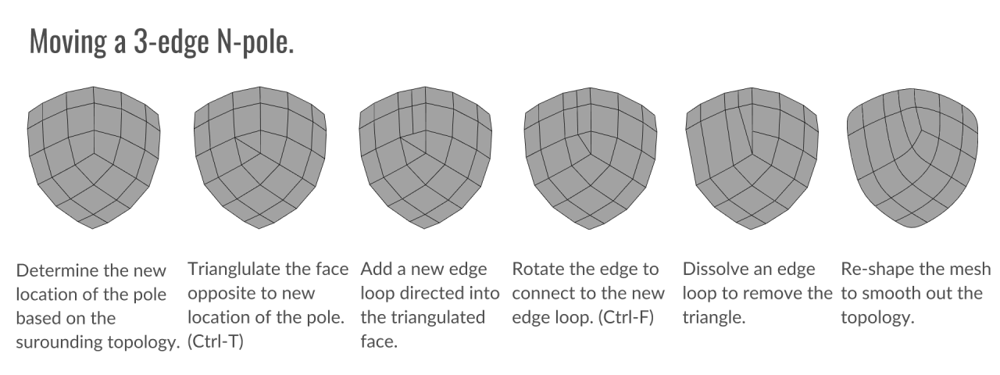 Moving a 3-edge N-pole.
Determine the new
location of the pole
based on the
surounding topology.
Trianglulate the face
opposite to new
location of the pole.
(Ctrl-T)
Add a new edge
loop directed into
the triangulated
face.
Rotate the edge to
connect to the new
edge loop. (Ctrl-F)
Dissolve an edge
loop to remove the
triangle.
Re-shape the mesh
to smooth out the
topology.